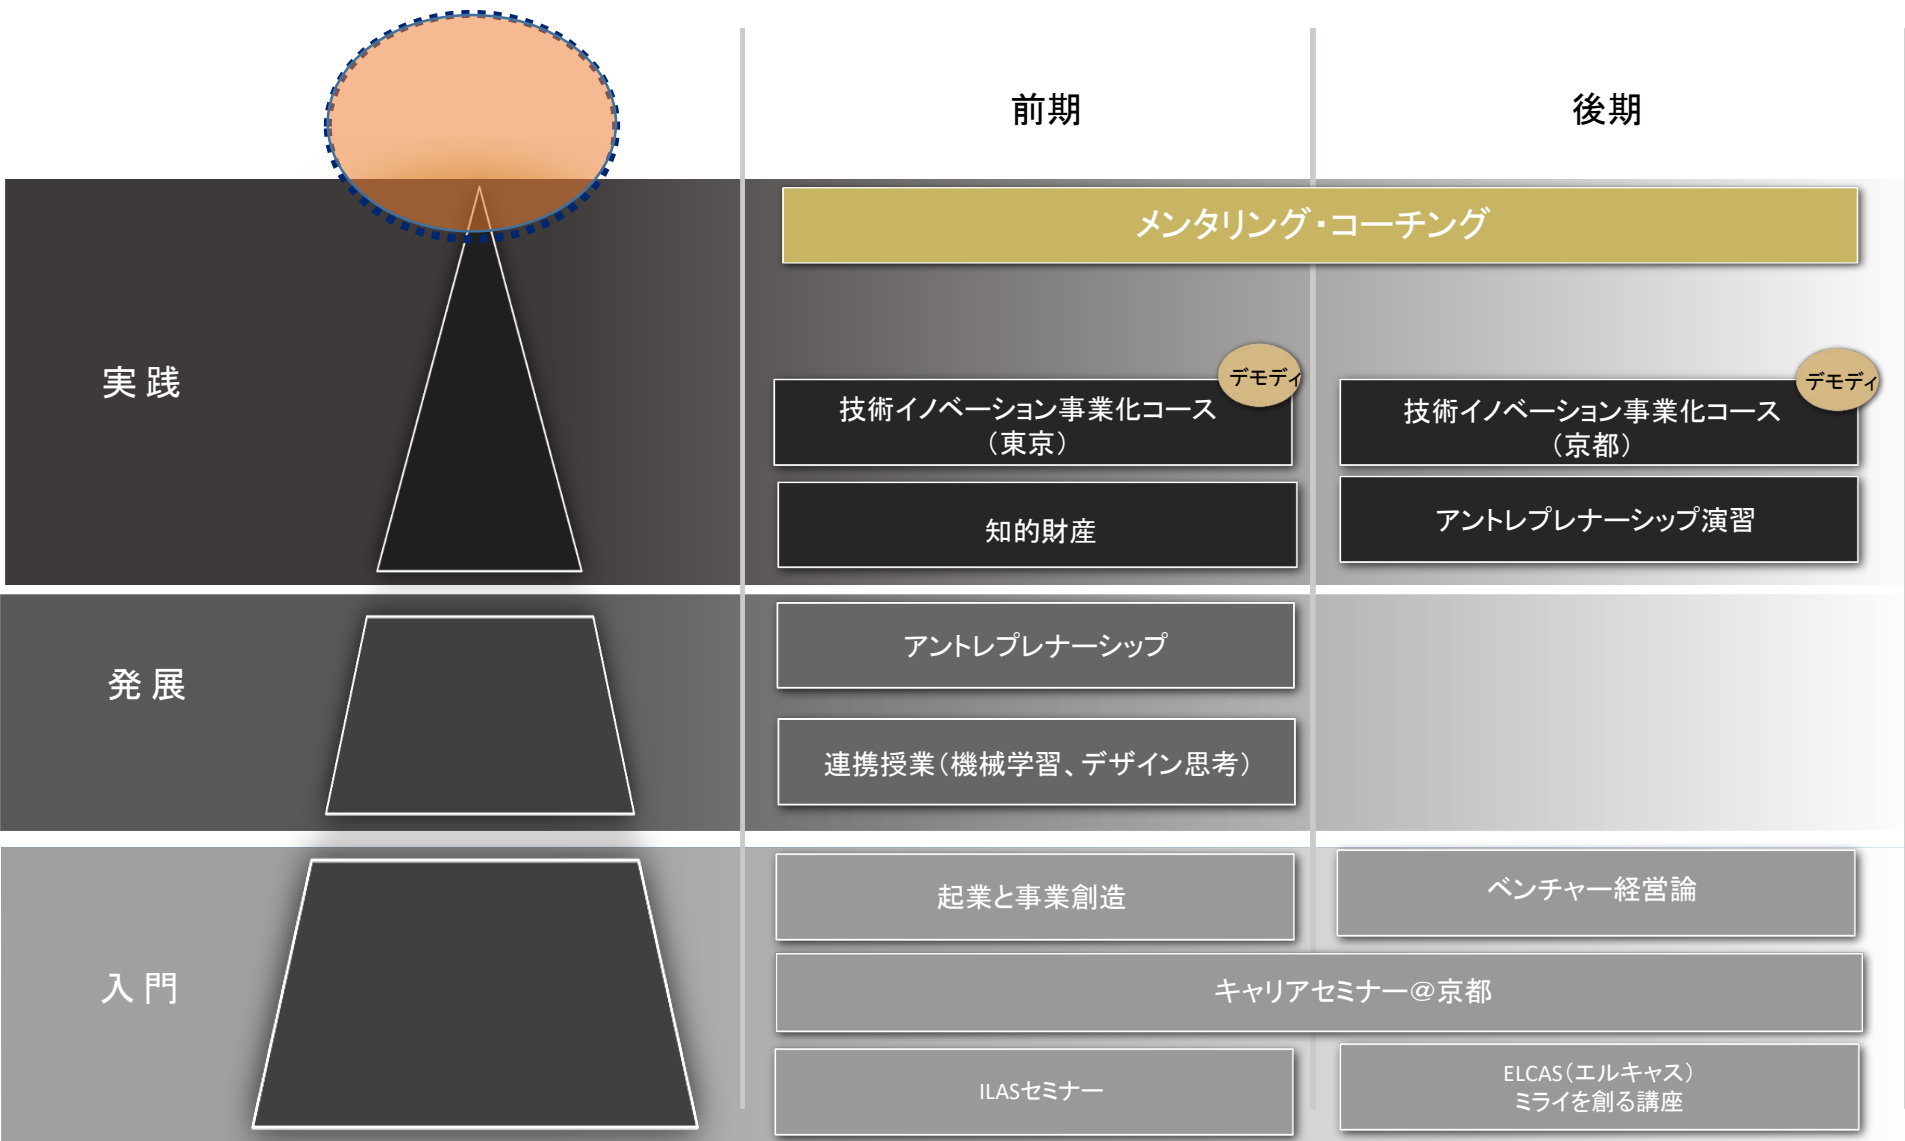 前期
後期
メンタリング・コーチング
実践
デモディ
デモディ
技術イノベーション事業化コース
（東京）
技術イノベーション事業化コース
（京都）
知的財産
アントレプレナーシップ演習
アントレプレナーシップ
発展
連携授業（機械学習、デザイン思考）
起業と事業創造
ベンチャー経営論
入門
キャリアセミナー＠京都
ILASセミナー
ELCAS（エルキャス）
ミライを創る講座